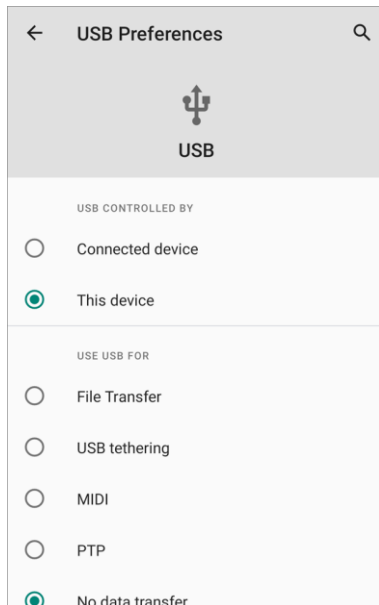 USB Preferences
USB
USB CONTROLLED BY
Connected device
This device
USE USB FOR
File Transfer
USB tethering
MIDI
PTP
No data transfer